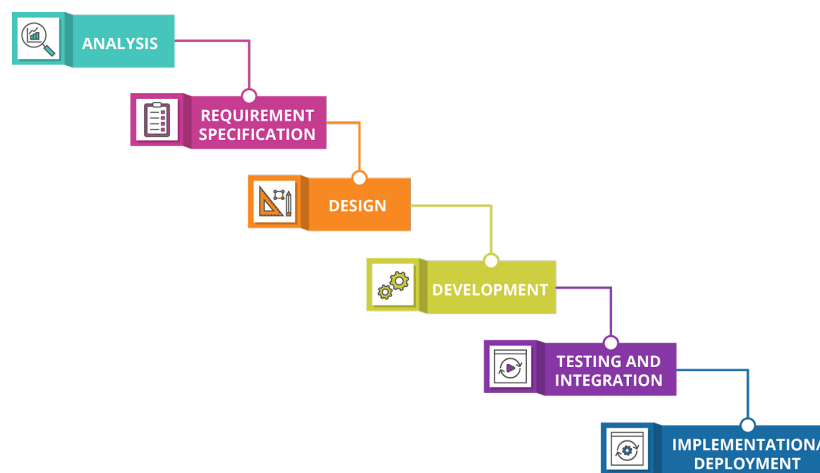 ANALYSIS
REQUIREMENT
SPECIFICATION
DESIGN
DEVELOPMENT
TESTING AND
INTEGRATION
IMPLEMENTATION/
DEPLOYMENT